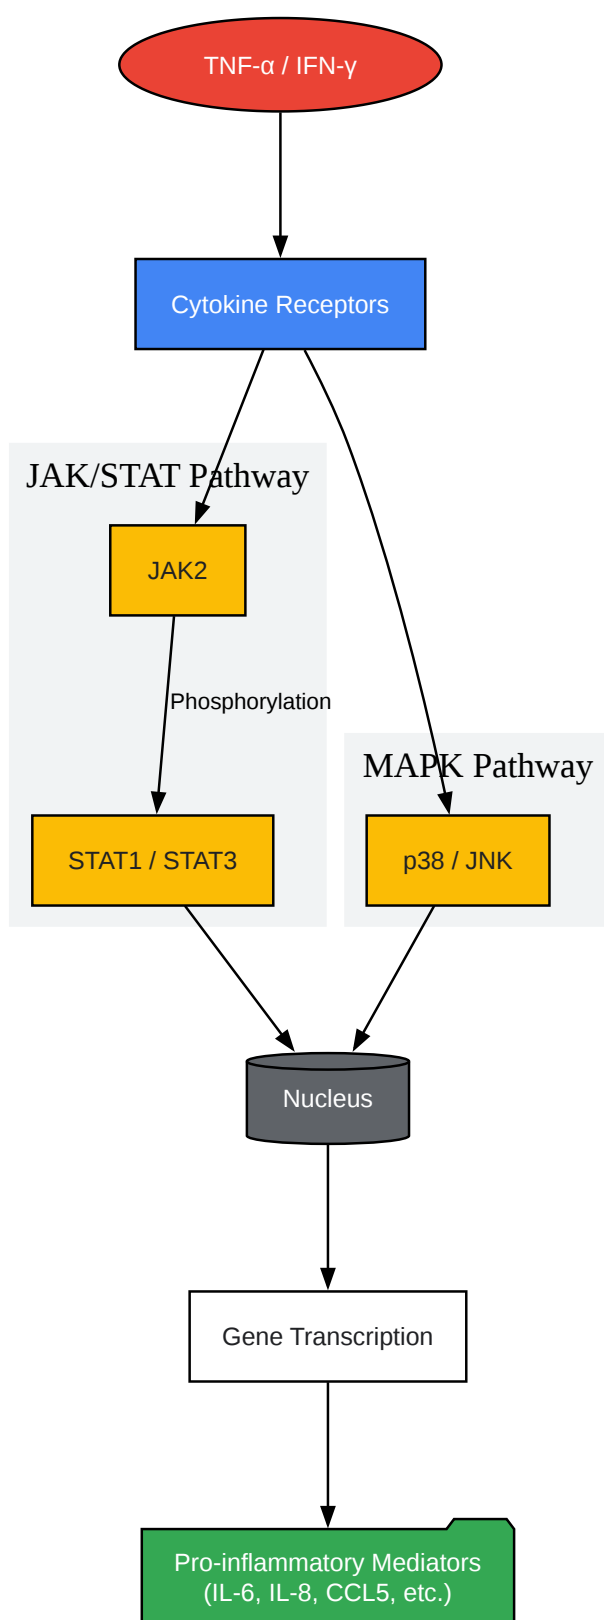 TNF-α / IFN-γ
Cytokine Receptors
JAK/STAT Pathway
JAK2
Phosphorylation
MAPK Pathway
STAT1 / STAT3
p38 / JNK
Nucleus
Gene Transcription
Pro-inflammatory Mediators
(IL-6, IL-8, CCL5, etc.)